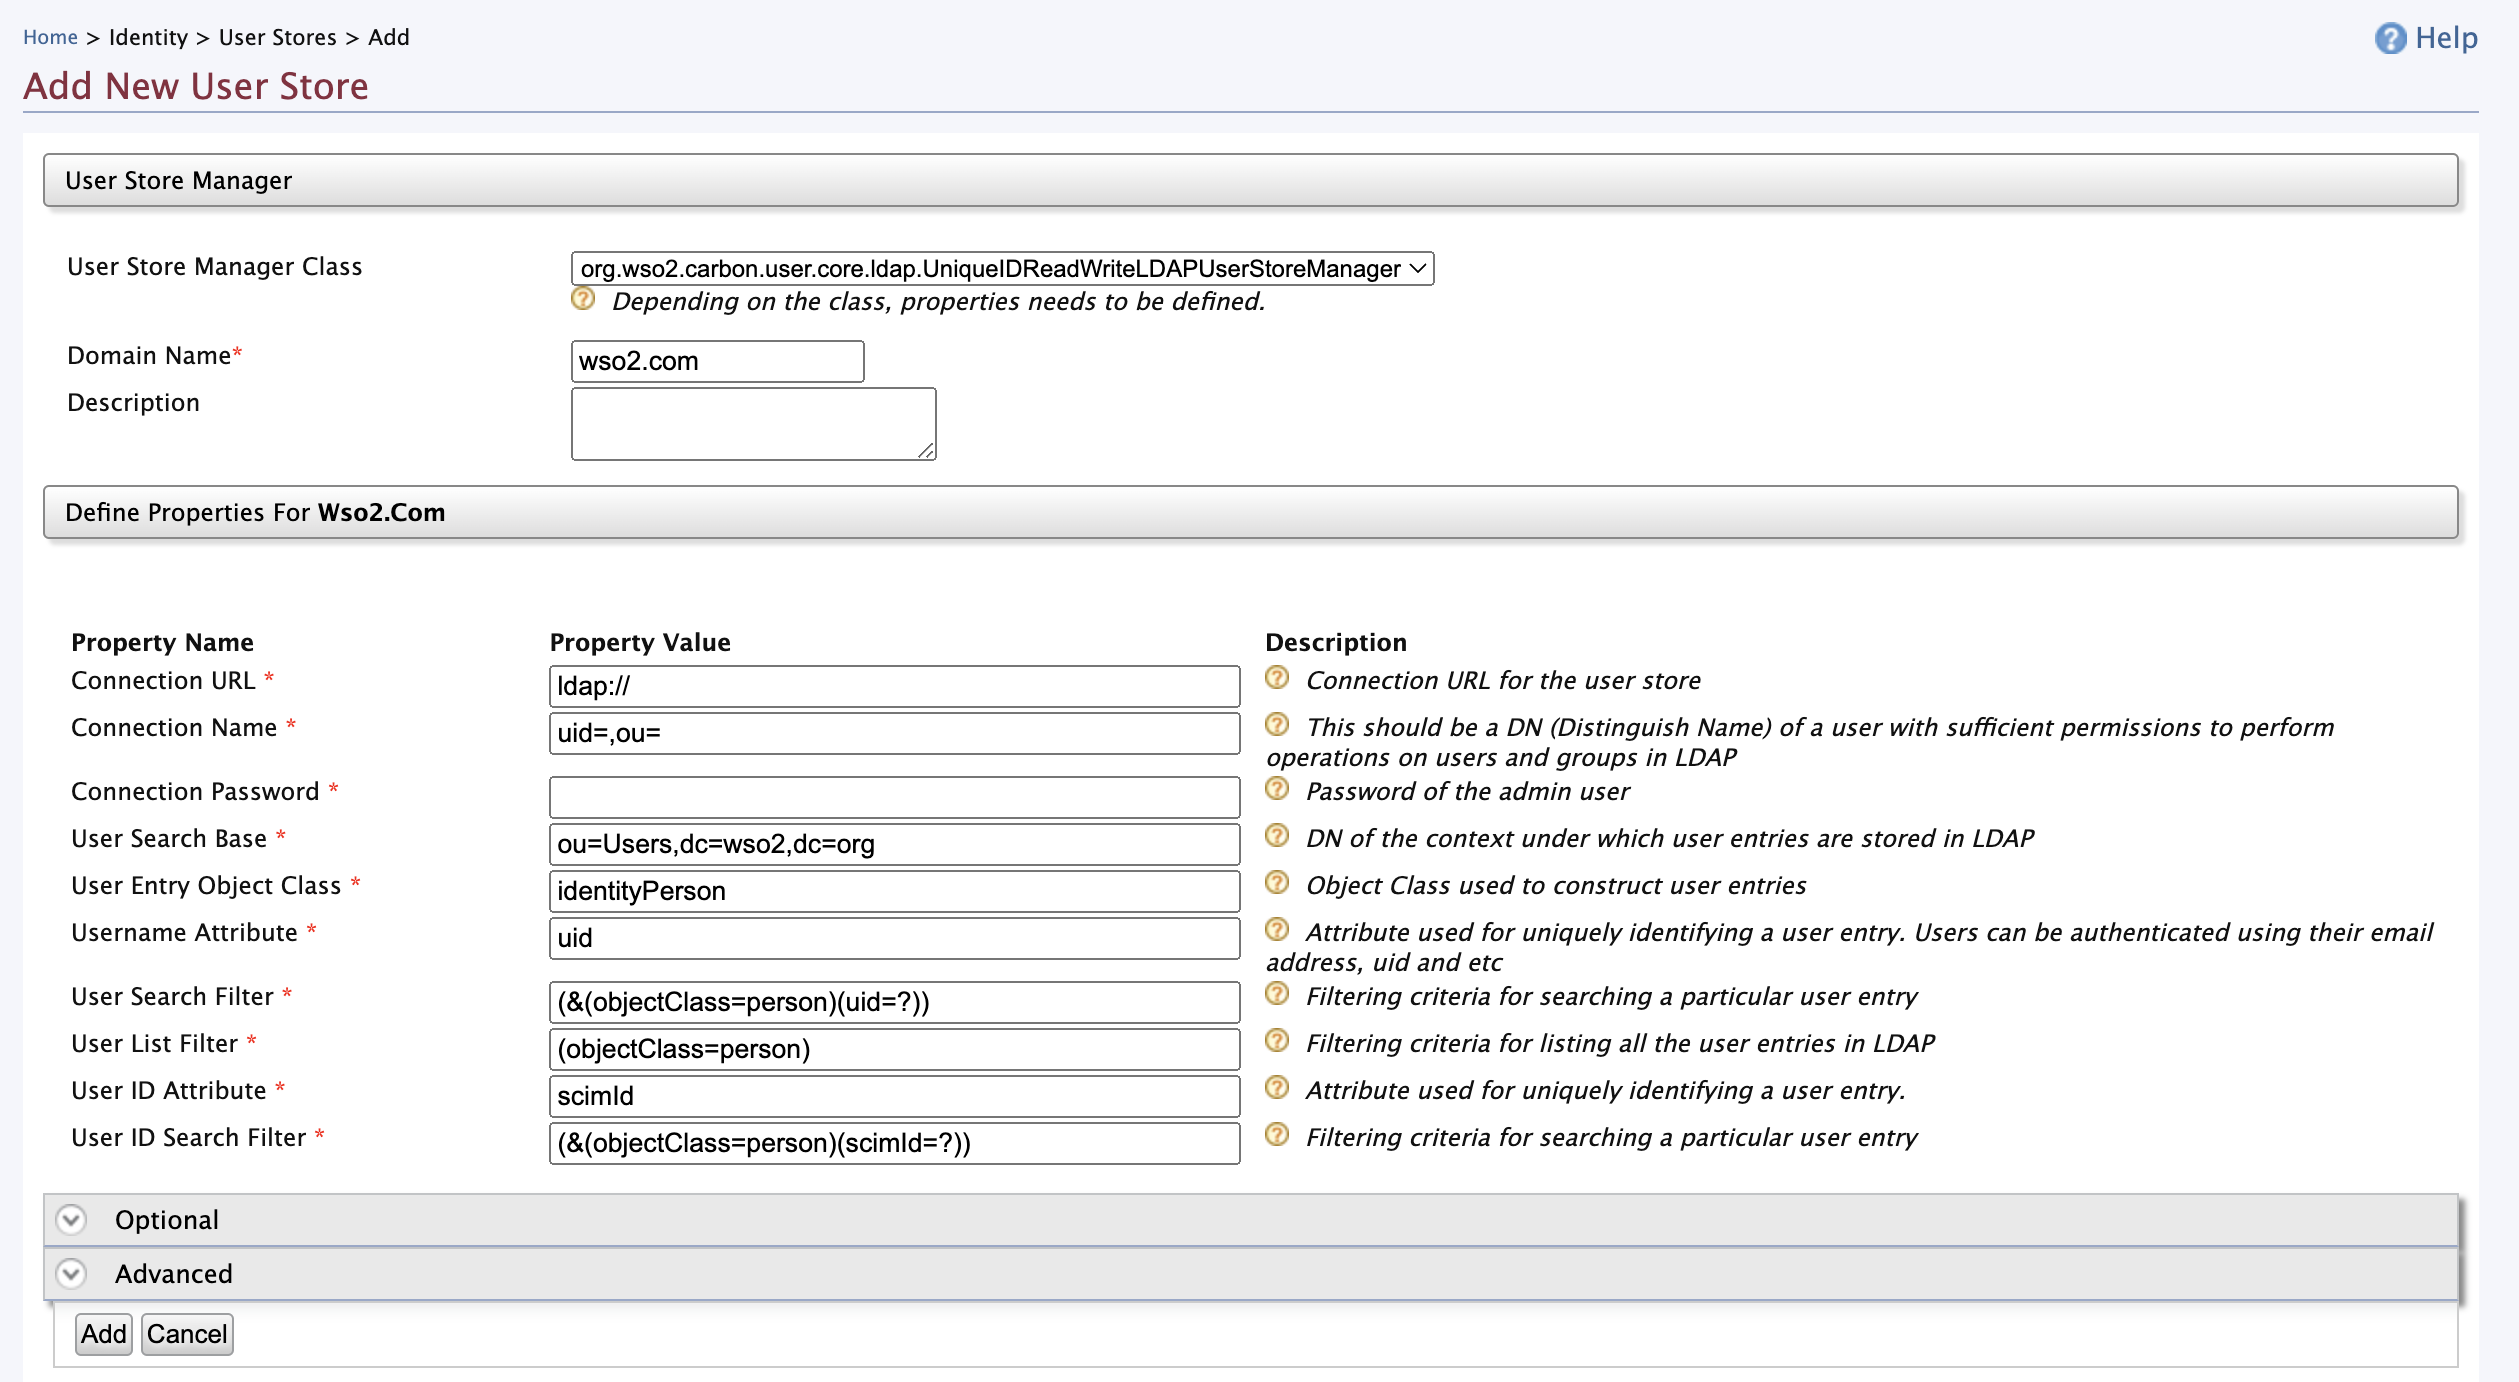 Home > Identity > User Stores > Add
Help
Add New User Store
User Store Manager
User Store Manager Class
org.wso2.carbon.user.core.ldap.UniqueIDReadWriteLDAPUserStoreManager
Depending on the class, properties needs to be defined.
Domain Name*
wso2.com
Description
Define Properties For Wso2.Com
Property Name Property Value Description
Connection URL * ldap:// Connection URL for the user store
Connection Name * uid=,ou= This should be a DN (Distinguish Name) of a user with sufficient permissions to perform
operations on users and groups in LDAP
Connection Password * Password of the admin user
User Search Base * ou=Users,dc=wso2,dc=org DN of the context under which user entries are stored in LDAP
User Entry Object Class * identityPerson Object Class used to construct user entries
Username Attribute * uid Attribute used for uniquely identifying a user entry. Users can be authenticated using their email
address, uid and etc
User Search Filter * (&(objectClass=person)(uid=?)) Filtering criteria for searching a particular user entry
User List Filter * (objectClass=person) Filtering criteria for listing all the user entries in LDAP
User ID Attribute * scimId Attribute used for uniquely identifying a user entry.
User ID Search Filter * (&(objectClass=person)(scimId=?)) Filtering criteria for searching a particular user entry
Optional
Advanced
Add Cancel